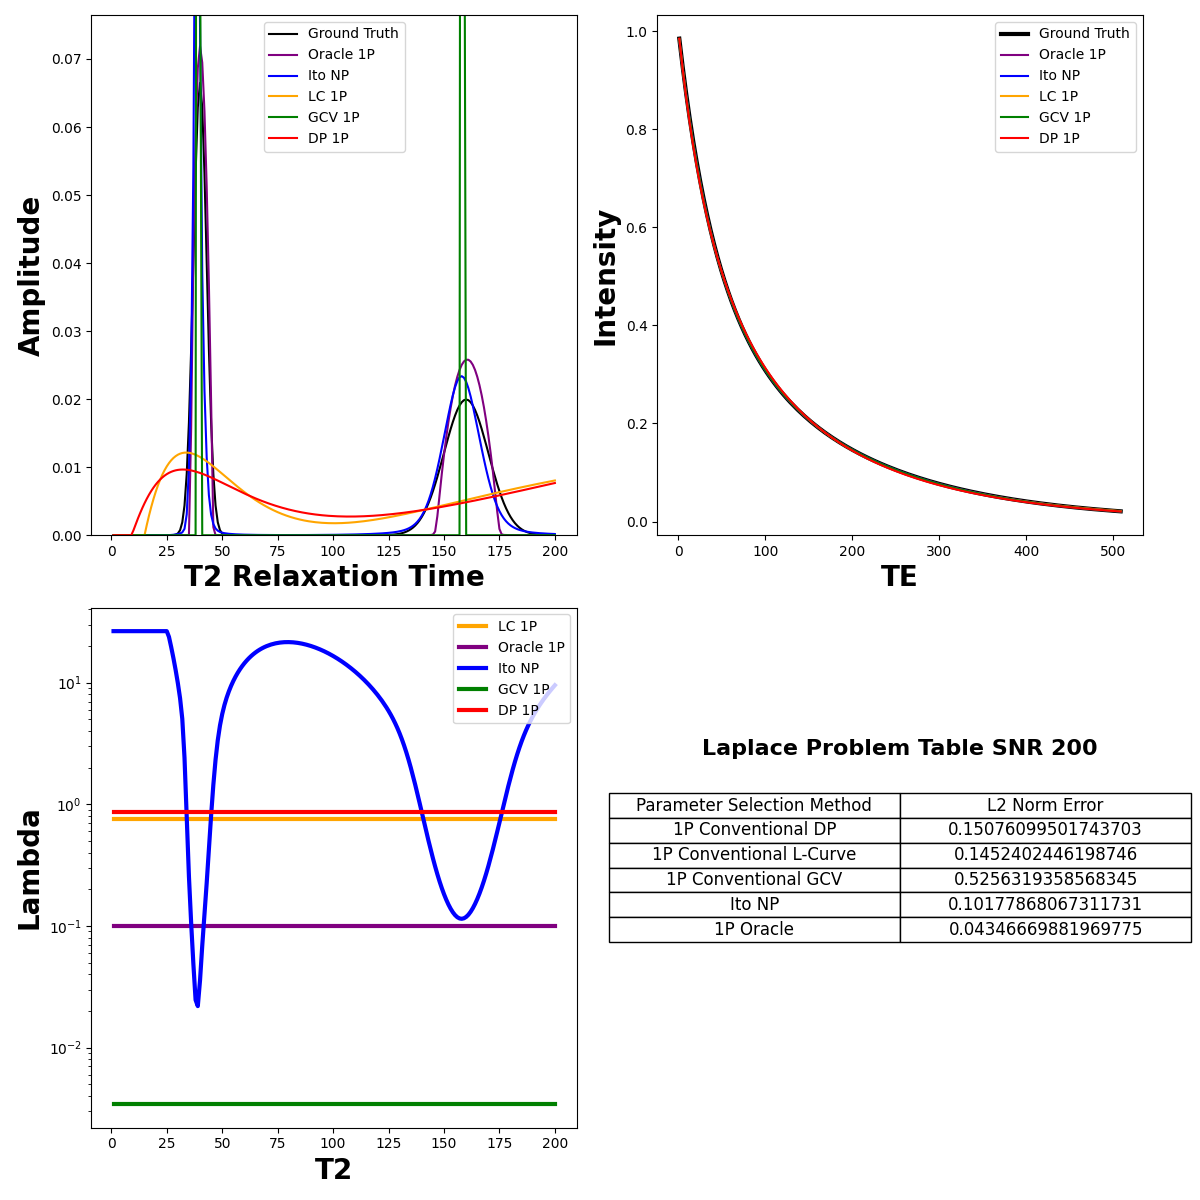 Amplitude
0.00
0.01
0.02
0.03
0.04
0.05
0.06
0.07
Ground Truth
Oracle 1P
Ito NP
LC 1P
GCV 1P
DP 1P
0 25 50 75 100 125 150 175 200
T2 Relaxation Time
Intensity
0.0
0.2
0.4
0.6
0.8
1.0
Ground Truth
Oracle 1P
Ito NP
LC 1P
GCV 1P
DP 1P
0 100 200 300 400 500
TE
Lambda
10⁻²
10⁻¹
10⁰
10¹
LC 1P
Oracle 1P
Ito NP
GCV 1P
DP 1P
0 25 50 75 100 125 150 175 200
T2
Laplace Problem Table SNR 200
Parameter Selection Method L2 Norm Error
1P Conventional DP 0.15076099501743703
1P Conventional L-Curve 0.1452402446198746
1P Conventional GCV 0.5256319358568345
Ito NP 0.10177868067311731
1P Oracle 0.04346669881969775